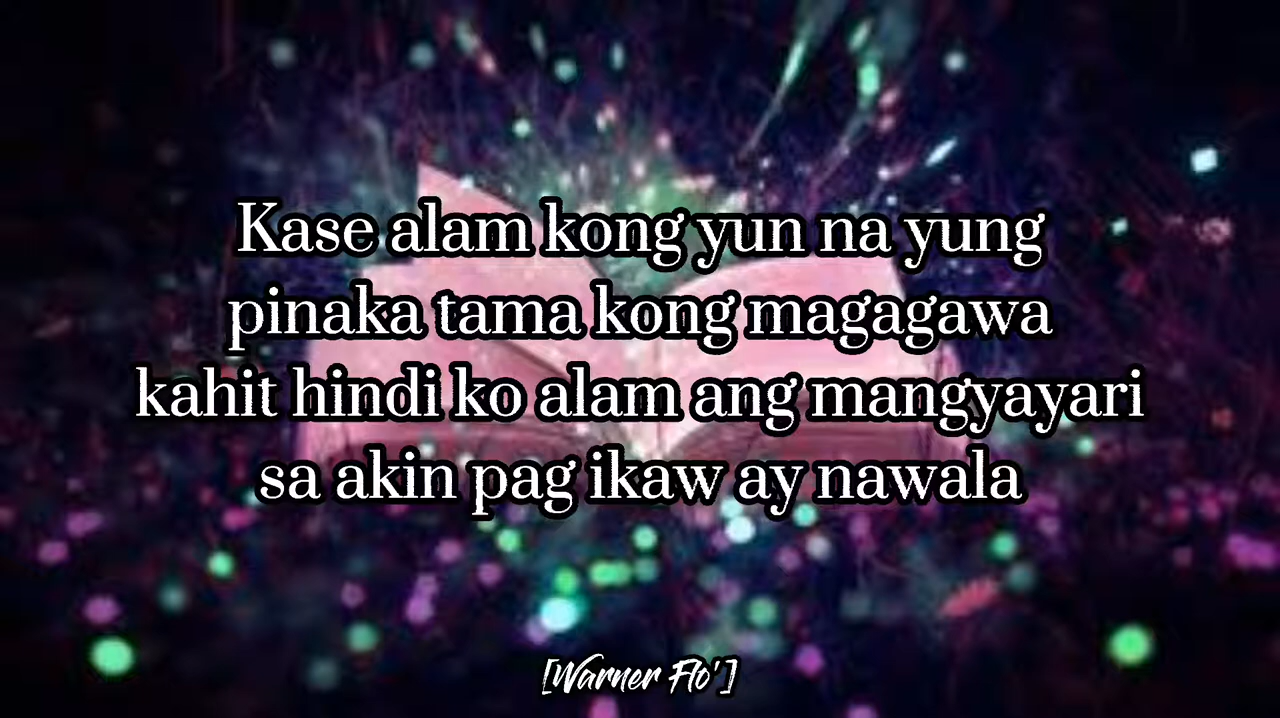 Kase alam kong yun na yung
pinaka tama kong magagawa
kahit hindi ko alam ang mangyayari
sa akin pag ikaw ay nawala
[Warner Flo']